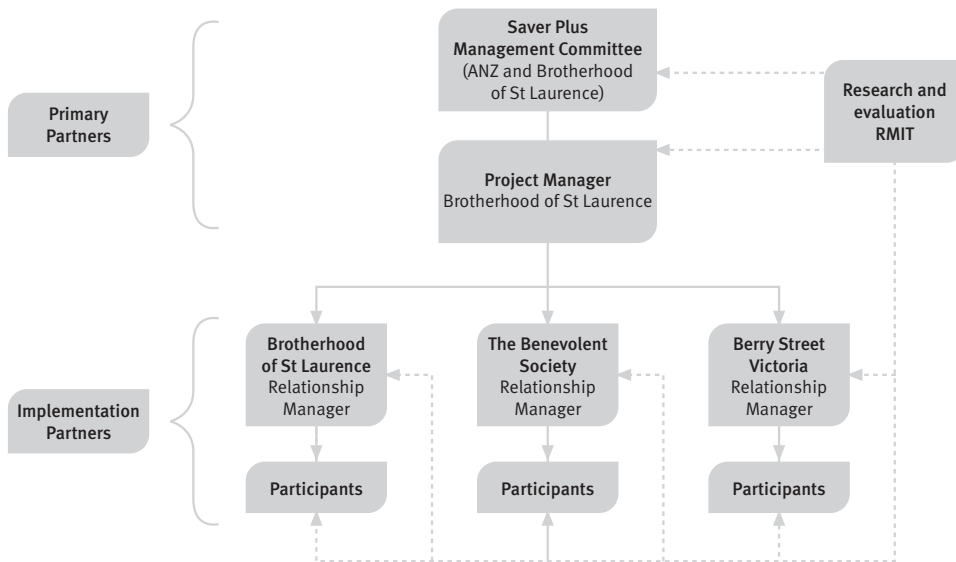 Saver Plus
Management Committee
(ANZ and Brotherhood
of St Laurence)
Research and
evaluation
RMIT
Primary
Partners
Project Manager
Brotherhood of St Laurence
Brotherhood
of St Laurence
Relationship
Manager
The Benevolent
Society
Relationship
Manager
Berry Street
Victoria
Relationship
Manager
Implementation
Partners
Participants
Participants
Participants